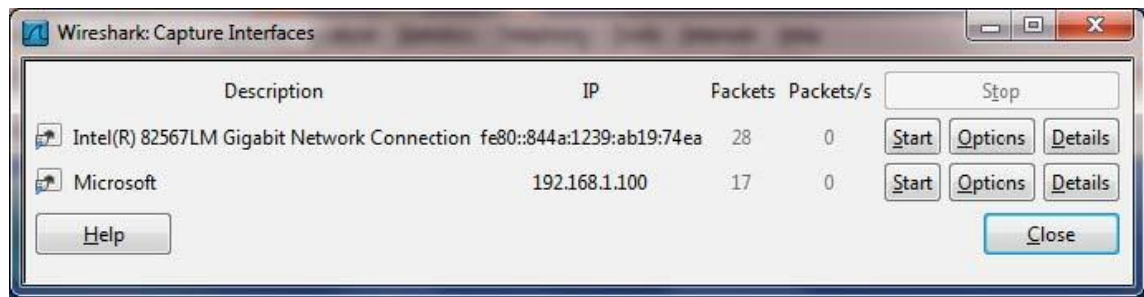 Wireshark: Capture Interfaces
Description IP Packets Packets/s Stop
Intel(R) 82567LM Gigabit Network Connection fe80::844a:1239:ab19:74ea 28 0 Start Options Details
Microsoft 192.168.1.100 17 0 Start Options Details
Help Close